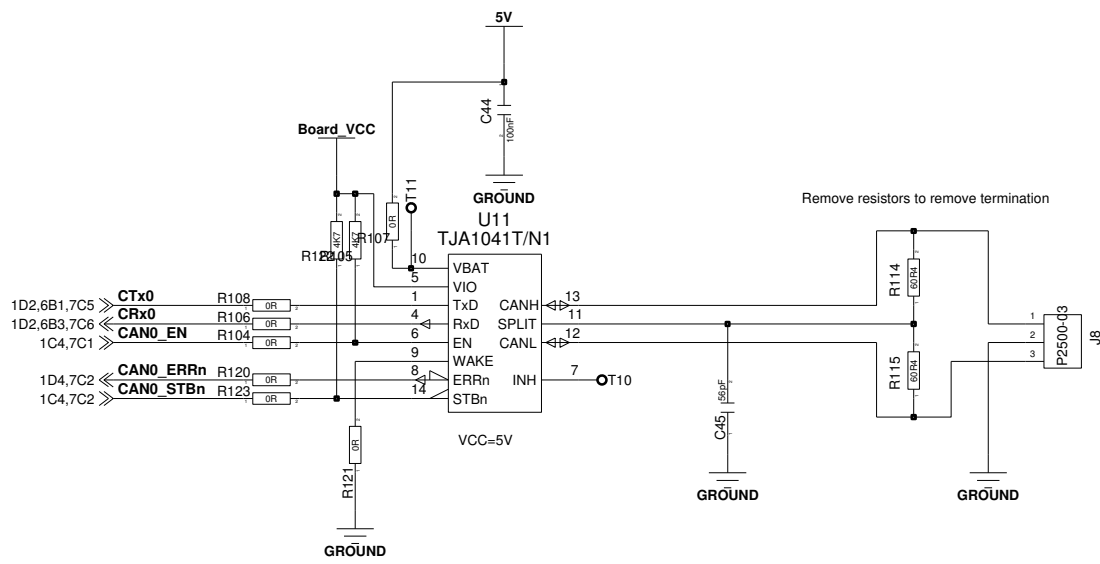 5V
C44
100nF
Board_VCC
GROUND
T11
Remove resistors to remove termination
U11
TJA1041T/N1
0R
R107
4K7
4K7
R122
R105
10
VBAT
5
VIO
1D2,6B1,7C5
CTx0
R108
0R
1
TxD
CANH
13
1D2,6B3,7C6
CRx0
R106
0R
4
RxD
SPLIT
11
1C4,7C1
CAN0_EN
R104
0R
6
EN
CANL
12
9
WAKE
1D4,7C2
CAN0_ERRn
R120
0R
8
ERRn
INH
7
T10
1C4,7C2
CAN0_STBn
R123
0R
14
STBn
R114
60R4
R115
60R4
1
2
3
P2500-03
J8
56pF
C45
VCC=5V
0R
R121
GROUND
GROUND
GROUND